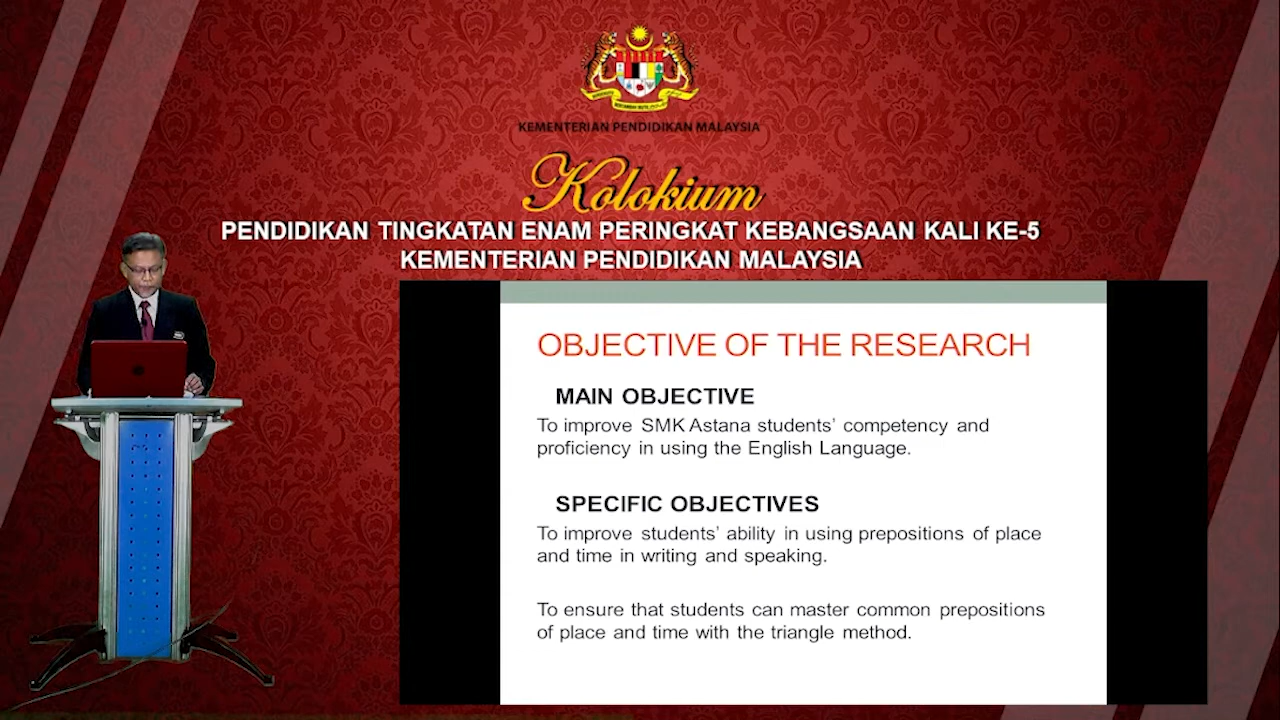 KEMENTERIAN PENDIDIKAN MALAYSIA
Kolokium
PENDIDIKAN TINGKATAN ENAM PERINGKAT KEBANGSAAN KALI KE-5
KEMENTERIAN PENDIDIKAN MALAYSIA
OBJECTIVE OF THE RESEARCH
MAIN OBJECTIVE
To improve SMK Astana students’ competency and
proficiency in using the English Language.
SPECIFIC OBJECTIVES
To improve students’ ability in using prepositions of place
and time in writing and speaking.
To ensure that students can master common prepositions
of place and time with the triangle method.